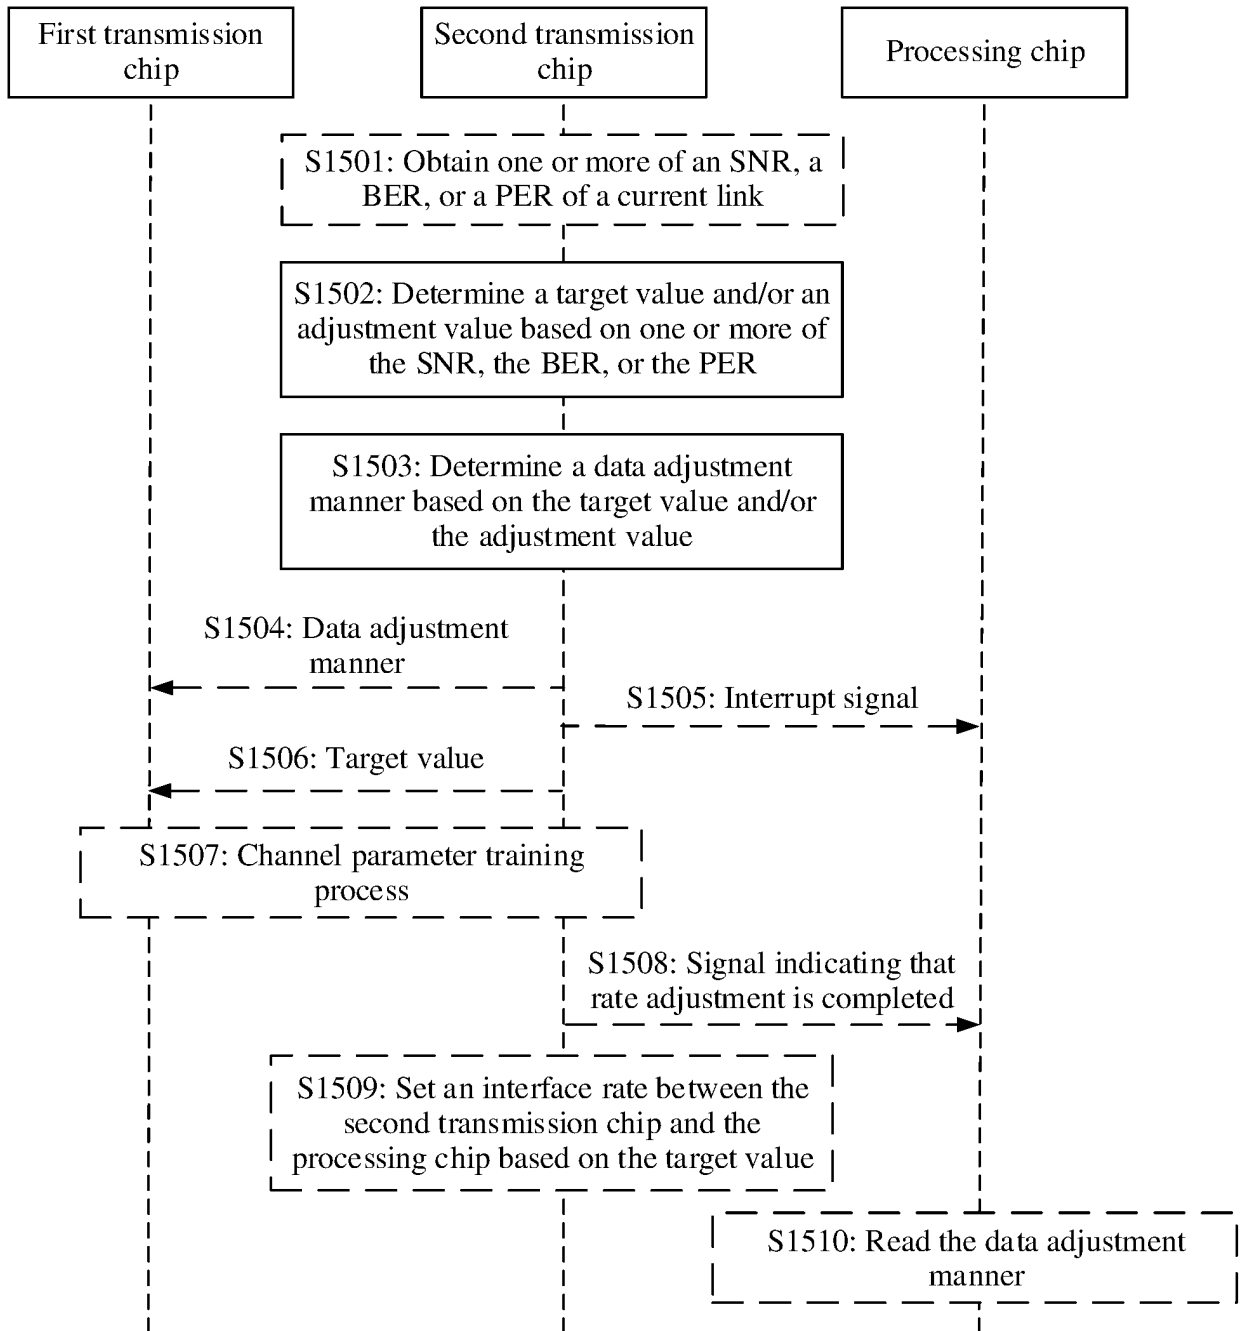 First transmission
chip
Second transmission
chip
Processing chip
S1501: Obtain one or more of an SNR, a
BER, or a PER of a current link
S1502: Determine a target value and/or an
adjustment value based on one or more of
the SNR, the BER, or the PER
S1503: Determine a data adjustment
manner based on the target value and/or
the adjustment value
S1504: Data adjustment
manner
S1505: Interrupt signal
S1506: Target value
S1507: Channel parameter training
process
S1508: Signal indicating that
rate adjustment is completed
S1509: Set an interface rate between the
second transmission chip and the
processing chip based on the target value
S1510: Read the data adjustment
manner